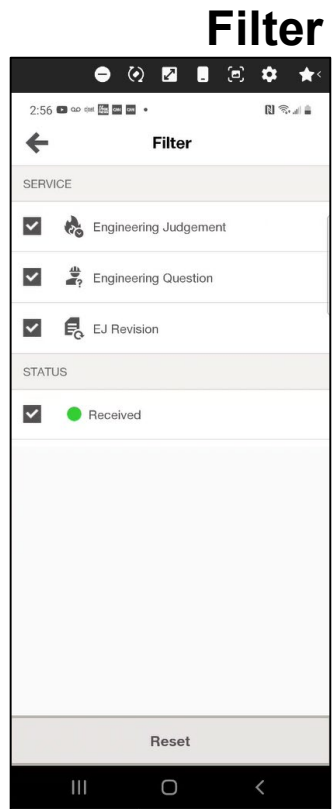 Filter
2:56
Filter
SERVICE
Engineering Judgement
Engineering Question
EJ Revision
STATUS
Received
Reset